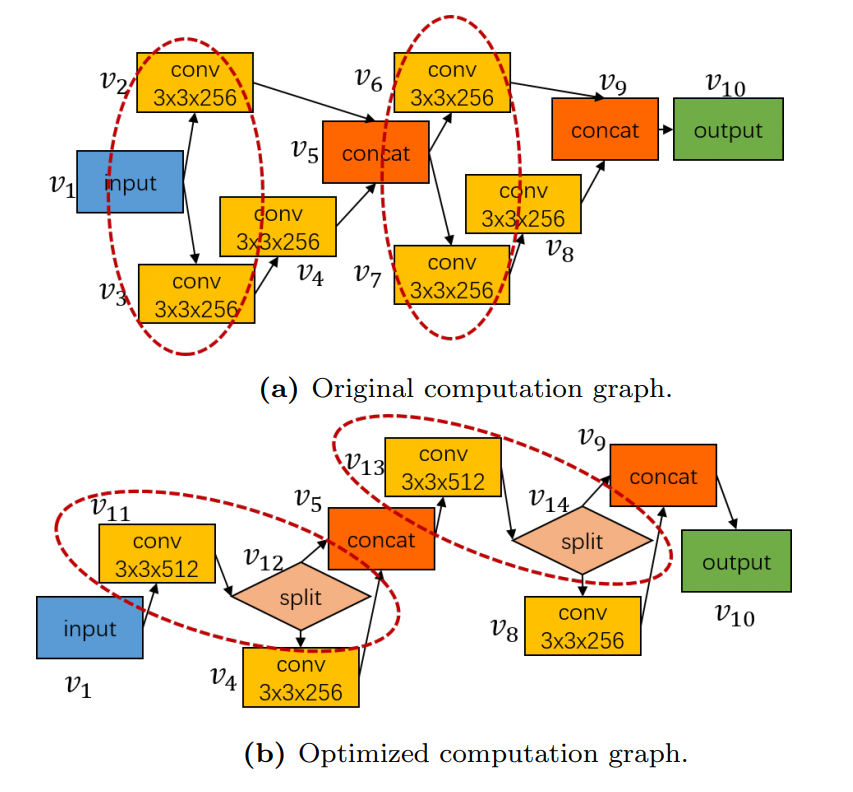 v2
conv
3x3x256
v6
conv
3x3x256
v9
concat
v10
output
v1
input
v5
concat
conv
3x3x256
v4
conv
3x3x256
v8
v3
conv
3x3x256
v7
conv
3x3x256
(a) Original computation graph.
v13
conv
3x3x512
v9
concat
v11
conv
3x3x512
v12
split
v5
concat
v14
split
output
v10
input
v1
v4
conv
3x3x256
v8
conv
3x3x256
(b) Optimized computation graph.